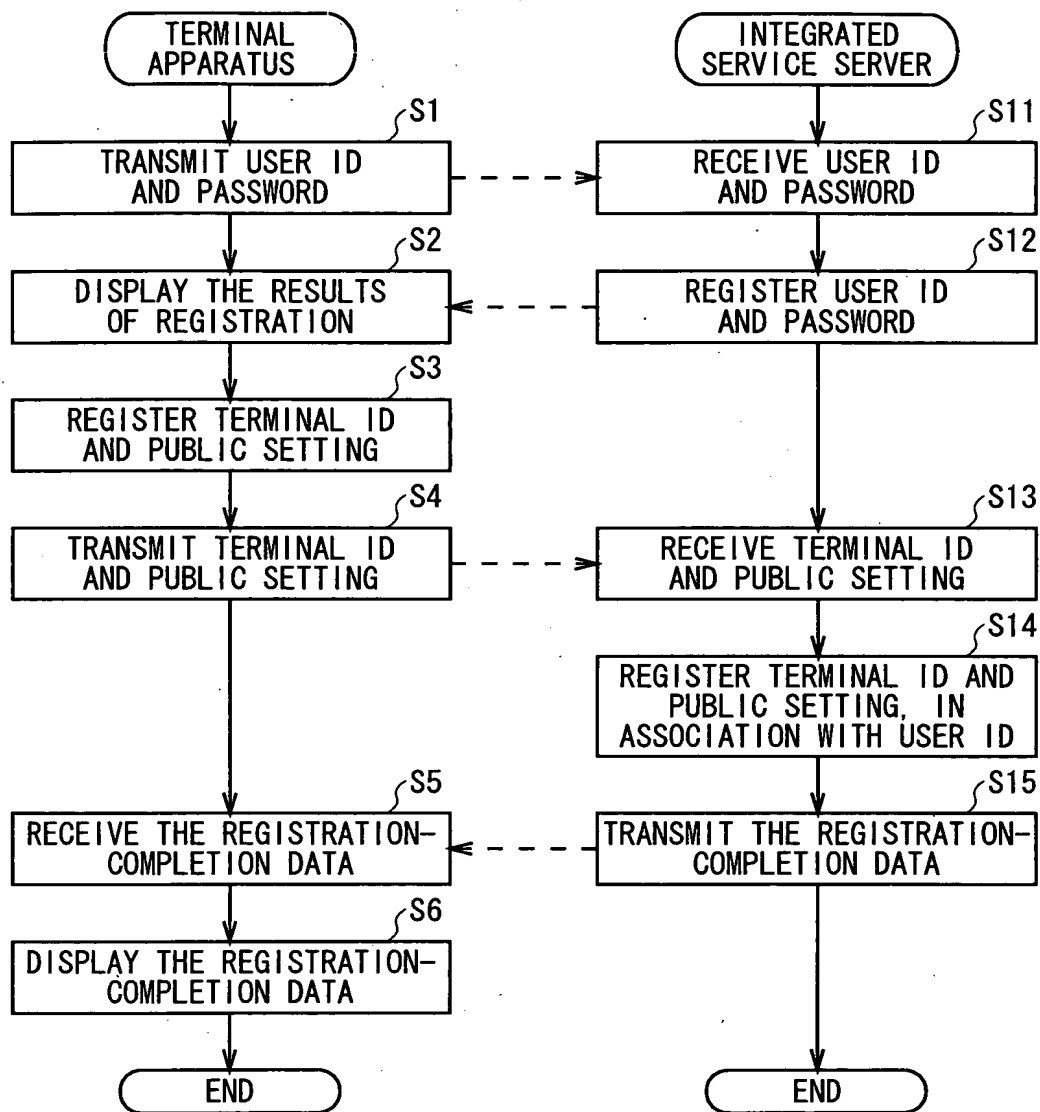 TERMINAL
APPARATUS
INTEGRATED
SERVICE SERVER
S1
TRANSMIT USER ID
AND PASSWORD
S11
RECEIVE USER ID
AND PASSWORD
S2
DISPLAY THE RESULTS
OF REGISTRATION
S12
REGISTER USER ID
AND PASSWORD
S3
REGISTER TERMINAL ID
AND PUBLIC SETTING
S4
TRANSMIT TERMINAL ID
AND PUBLIC SETTING
S13
RECEIVE TERMINAL ID
AND PUBLIC SETTING
S14
REGISTER TERMINAL ID AND
PUBLIC SETTING, IN
ASSOCIATION WITH USER ID
S5
RECEIVE THE REGISTRATION-
COMPLETION DATA
S15
TRANSMIT THE REGISTRATION-
COMPLETION DATA
S6
DISPLAY THE REGISTRATION-
COMPLETION DATA
END
END